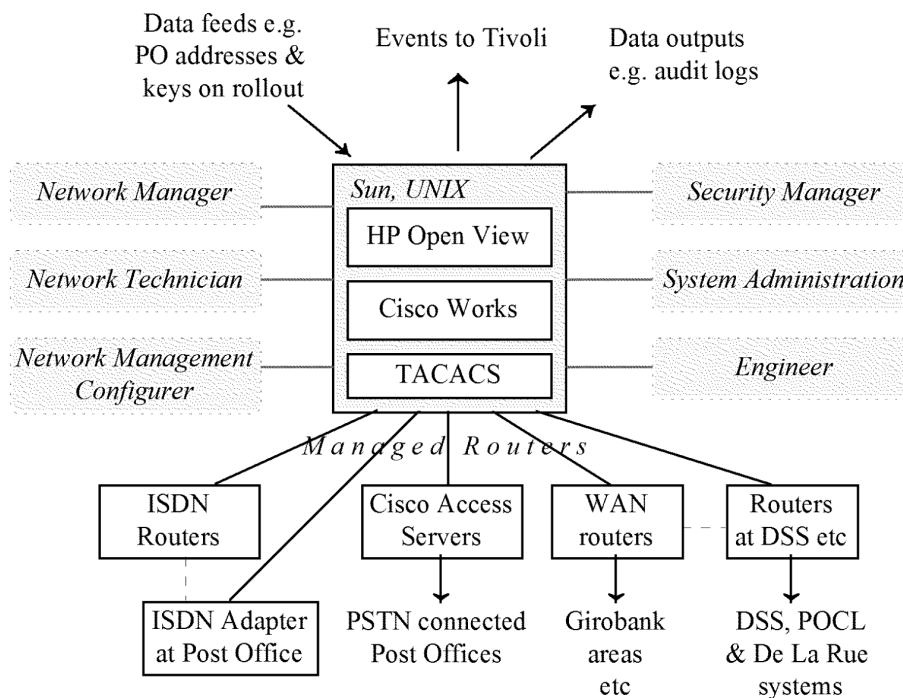 Data feeds e.g.
PO addresses &
keys on rollout
Events to Tivoli
Data outputs
e.g. audit logs
Network Manager
Sun, UNIX
Security Manager
HP Open View
Network Technician
System Administration
Cisco Works
Network Management
Configurer
TACACS
Engineer
Managed Routers
ISDN
Routers
Cisco Access
Servers
WAN
routers
Routers
at DSS etc
ISDN Adapter
at Post Office
PSTN connected
Post Offices
Girobank
areas
etc
DSS, POCL
& De La Rue
systems